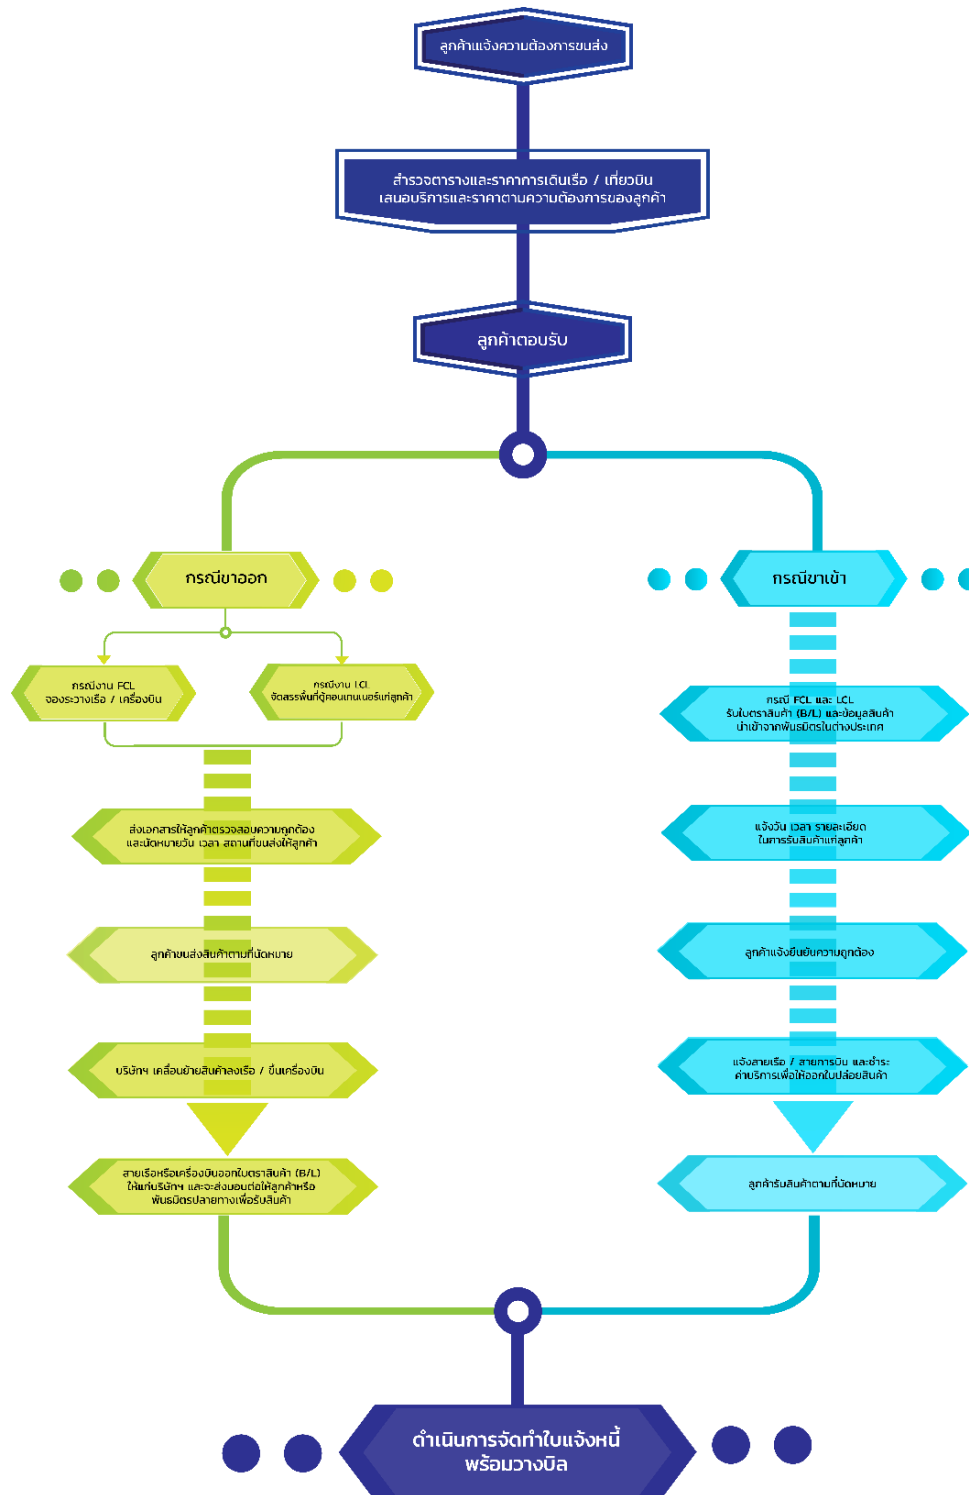 ลูกค้าแจ้งความต้องการขนส่ง
สำรวจตารางและราคาการเดินเรือ / เที่ยวบิน
เสนอบริการและราคาตามความต้องการของลูกค้า
ลูกค้าตอบรับ
กรณีขาออก
กรณีงาน FCL
จองระวางเรือ / เครื่องบิน
กรณีงาน LCL
จัดสรรพื้นที่ตู้คอนเทนเนอร์แก่ลูกค้า
ส่งเอกสารให้ลูกค้าตรวจสอบความถูกต้อง
และนัดหมายวัน เวลา สถานที่ขนส่งให้ลูกค้า
ลูกค้าขนส่งสินค้าตามที่นัดหมาย
บริษัทฯ เคลื่อนย้ายสินค้าลงเรือ / ขึ้นเครื่องบิน
สายเรือหรือเครื่องบินออกใบตราสินค้า (B/L)
ให้แก่บริษัทฯ และจะส่งมอบต่อให้ลูกค้าหรือ
พันธมิตรปลายทางเพื่อรับสินค้า
กรณีขาเข้า
กรณี FCL และ LCL
รับใบตราสินค้า (B/L) และข้อมูลสินค้า
นำเข้าจากพันธมิตรในต่างประเทศ
แจ้งวัน เวลา รายละเอียด
ในการรับสินค้าแก่ลูกค้า
ลูกค้าแจ้งยืนยันความถูกต้อง
แจ้งสายเรือ / สายการบิน และชำระ
ค่าบริการเพื่อให้ออกใบปล่อยสินค้า
ลูกค้ารับสินค้าตามที่นัดหมาย
ดำเนินการจัดทำใบแจ้งหนี้
พร้อมวางบิล